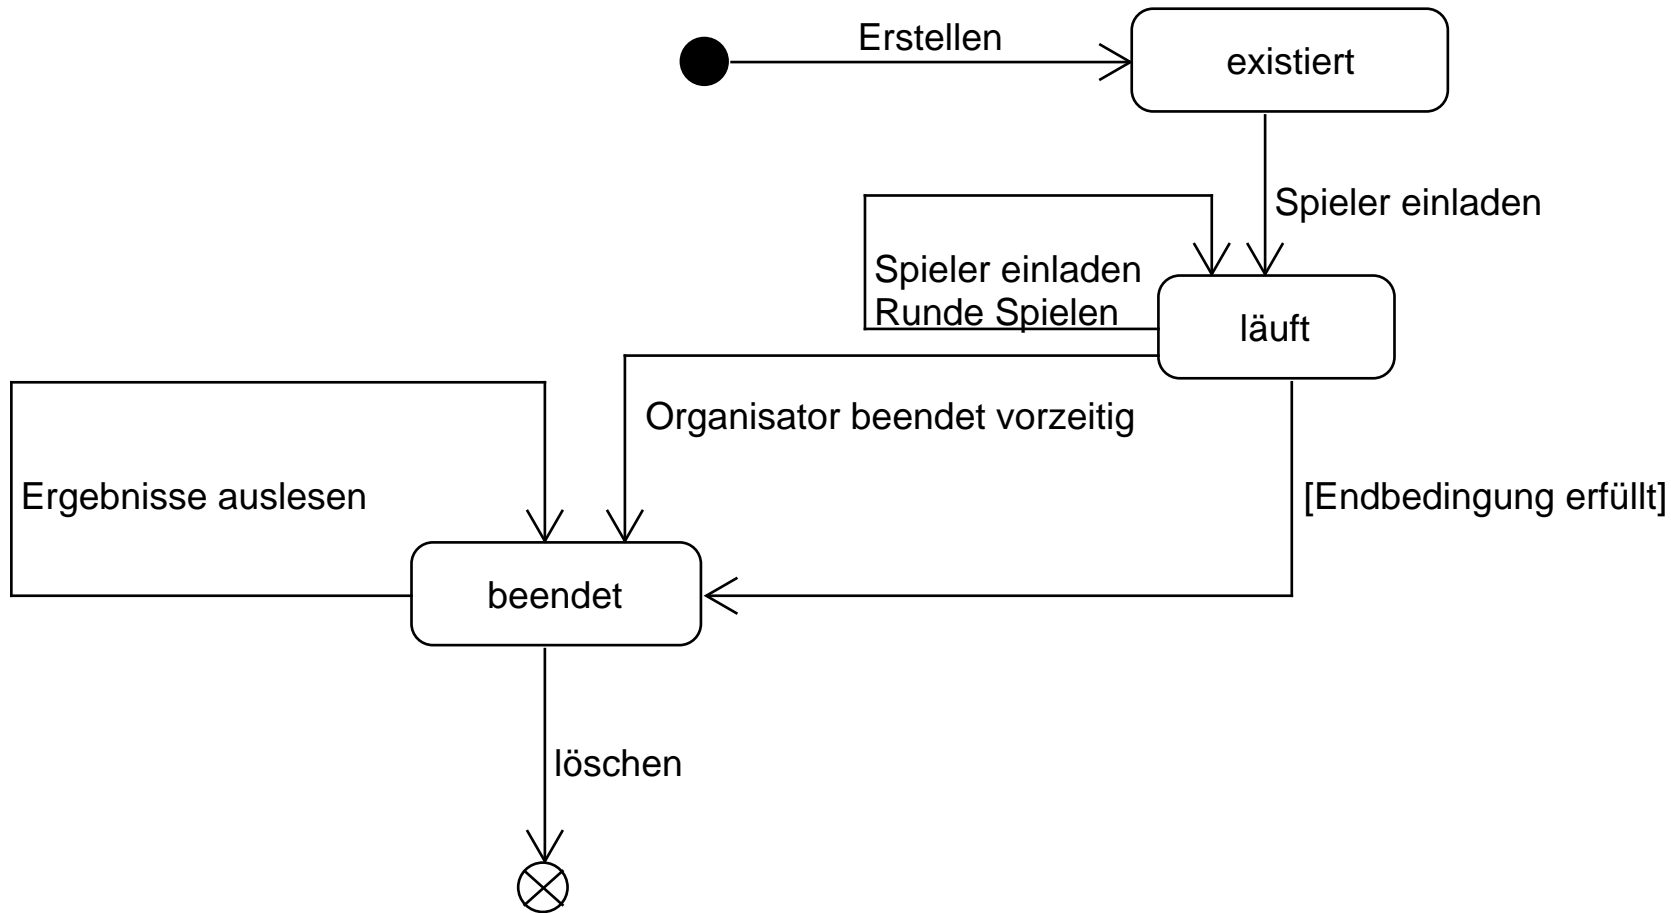 Erstellen
existiert
Spieler einladen
Spieler einladen
Runde Spielen
läuft
Organisator beendet vorzeitig
Ergebnisse auslesen
[Endbedingung erfüllt]
beendet
löschen